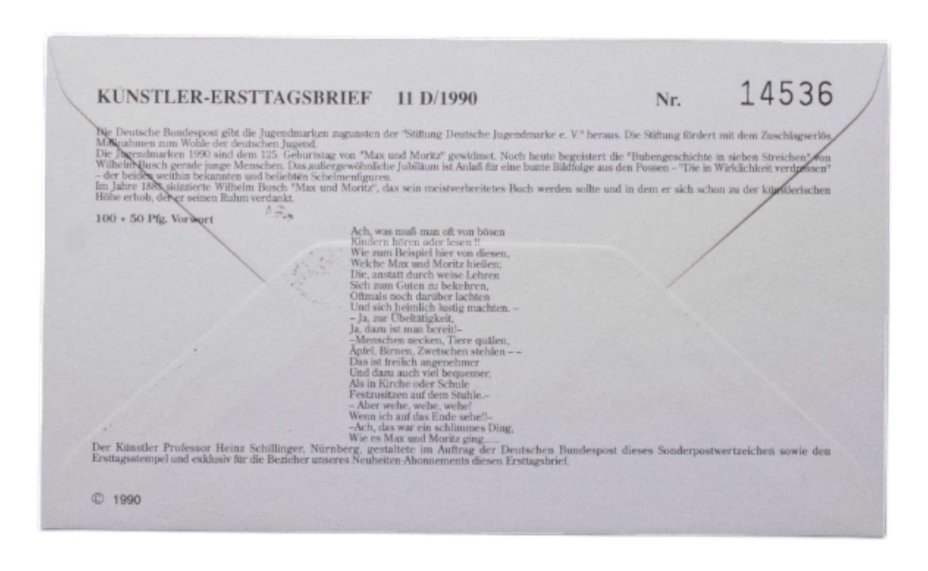 KÜNSTLER-ERSTTAGSBRIEF 11 D/1990 Nr. 14536
Die Deutsche Bundespost gibt die Jugendmarken zugunsten der "Stiftung Deutsche Jugendmarke e. V." heraus. Die Stiftung fördert mit dem Zuschlagserlös
Maßnahmen zum Wohle der deutschen Jugend.
Die Jugendmarken 1990 sind dem 125. Geburtstag von "Max und Moritz" gewidmet. Noch heute begeistert die "Bubengeschichte in sieben Streichen" von
Wilhelm Busch gerade junge Menschen. Das außergewöhnliche Jubiläum ist Anlaß für eine bunte Bildfolge aus den Possen – "Die in Wirklichkeit verdrossen"
– der beiden weithin bekannten und beliebten Schelmenfiguren.
Im Jahre skizzierte Wilhelm Busch "Max und Moritz", das sein meistverbreitetes Buch werden sollte und in dem er sich schon zu der künstlerischen
Höhe erhob, der er seinen Ruhm verdankt.
100 + 50 Pfg. Vorwort
Ach, was muß man oft von bösen
Kindern hören oder lesen !!
Wie zum Beispiel hier von diesen,
Welche Max und Moritz hießen;
Die, anstatt durch weise Lehren
Sich zum Guten zu bekehren,
Oftmals noch darüber lachten
Und sich heimlich lustig machten. –
– Ja, zur Übeltätigkeit,
Ja, dazu ist man bereit!–
–Menschen necken, Tiere quälen,
Äpfel, Birnen, Zwetschen stehlen – –
Das ist freilich angenehmer
Und dazu auch viel bequemer,
Als in Kirche oder Schule
Festzusitzen auf dem Stuhle.–
– Aber wehe, wehe, wehe!
Wenn ich auf das Ende sehe!!–
–Ach, das war ein schlimmes Ding,
Wie es Max und Moritz ging.....
Der Künstler Professor Heinz Schillinger, Nürnberg, gestaltete im Auftrag der Deutschen Bundespost dieses Sonderpostwertzeichen sowie den
Ersttagsstempel und exklusiv für die Bezieher unseres Neuheiten-Abonnements diesen Ersttagsbrief.
© 1990